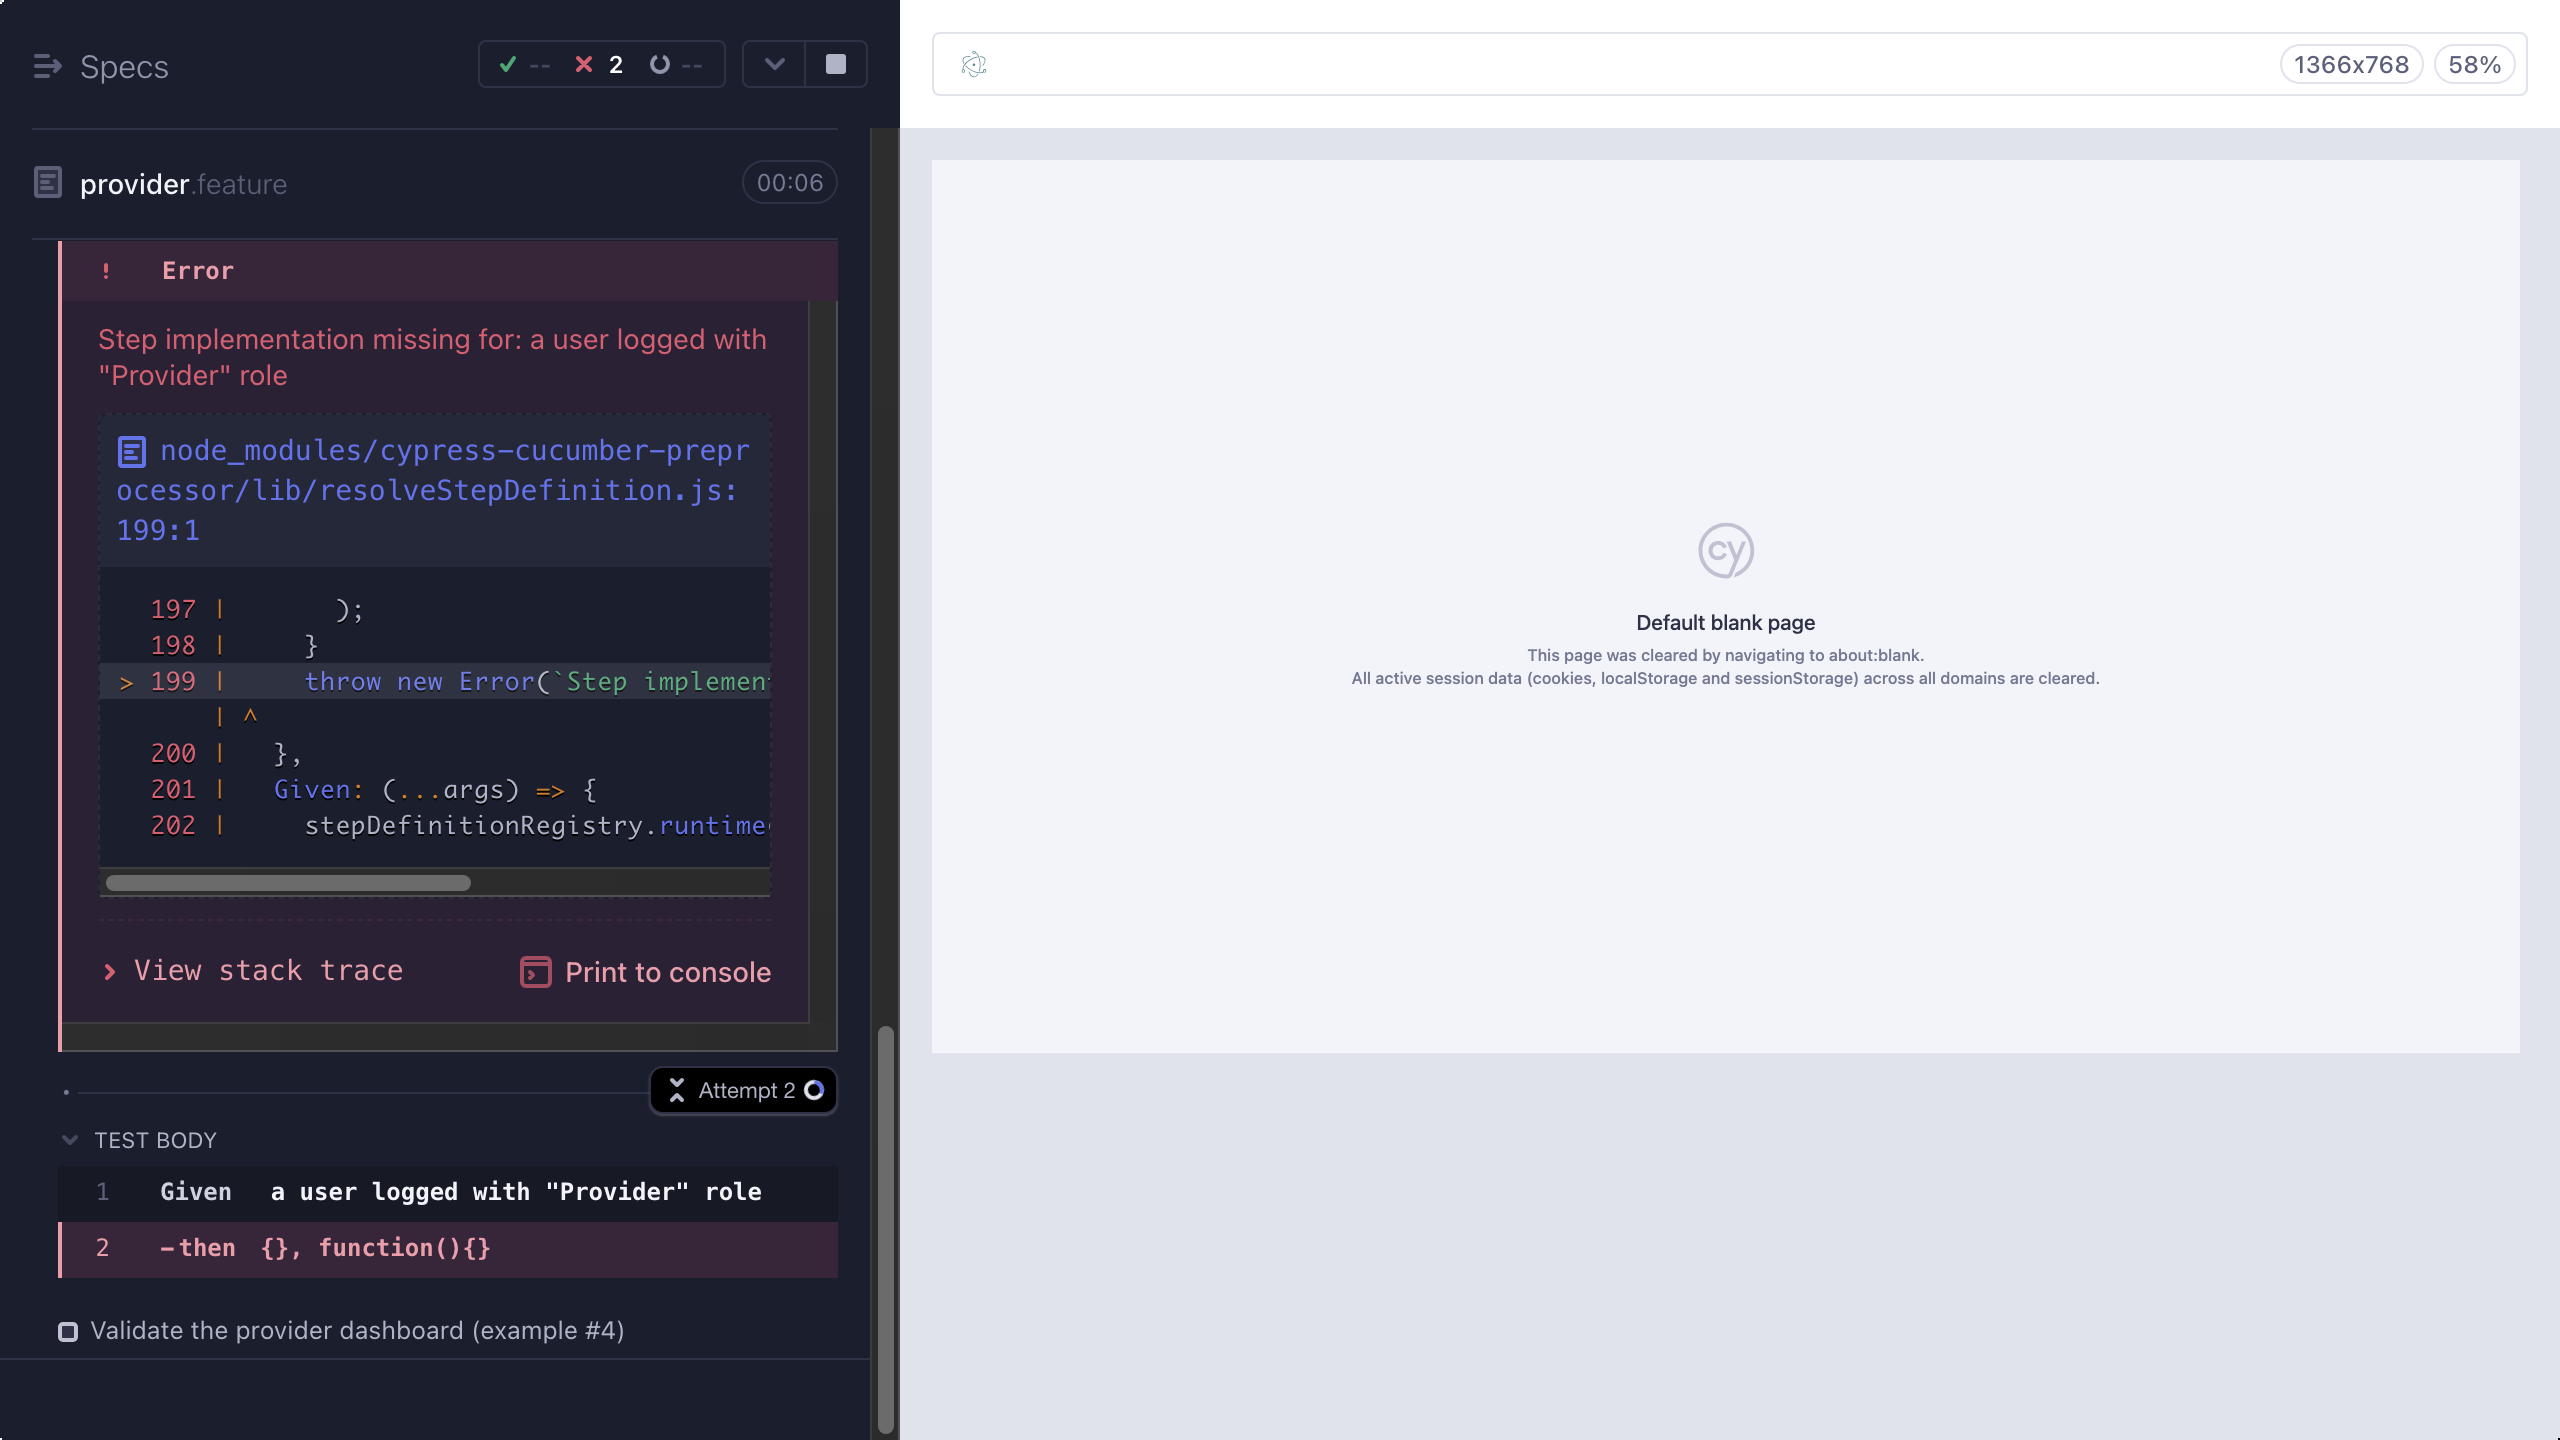 Specs
-- 2 --
1366x768 58%
provider.feature 00:06
! Error
Step implementation missing for: a user logged with
"Provider" role
node_modules/cypress-cucumber-prepr
ocessor/lib/resolveStepDefinition.js:
199:1
197 | );
198 | }
> 199 | throw new Error(`Step implement
| ^
200 | },
201 | Given: (...args) => {
202 | stepDefinitionRegistry.runtime(
> View stack trace Print to console
Attempt 2
TEST BODY
1 Given a user logged with "Provider" role
2 -then {}, function(){}
Validate the provider dashboard (example #4)
cy
Default blank page
This page was cleared by navigating to about:blank.
All active session data (cookies, localStorage and sessionStorage) across all domains are cleared.